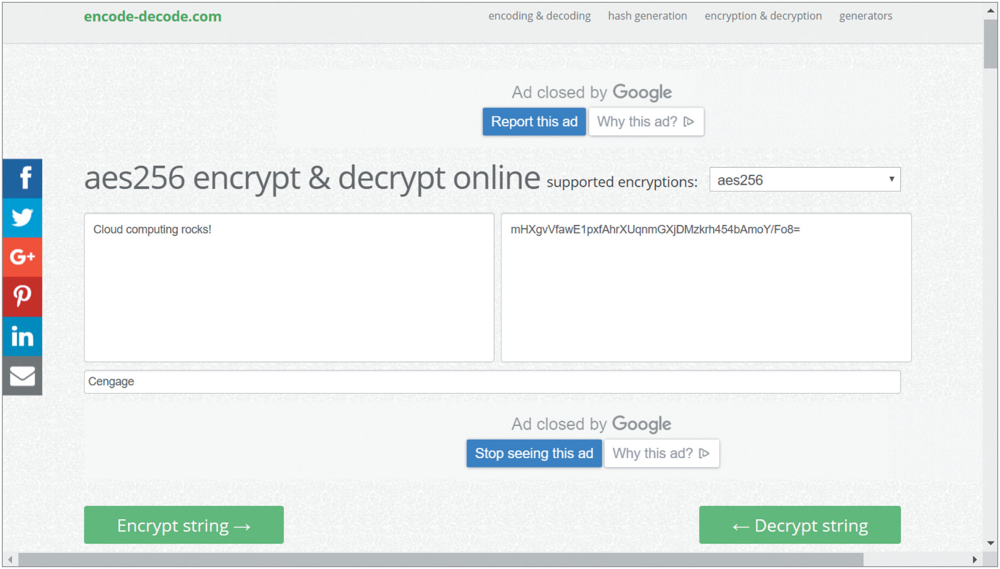 encode-decode.com encoding & decoding hash generation encryption & decryption generators
Ad closed by Google
Report this ad Why this ad?
aes256 encrypt & decrypt online supported encryptions: aes256
Cloud computing rocks! mHXgvVfawE1pxfAhrXUqnmGXjDMzkrh454bAmoY/Fo8=
Cengage
Ad closed by Google
Stop seeing this ad Why this ad?
Encrypt string → ← Decrypt string
f
G+
in